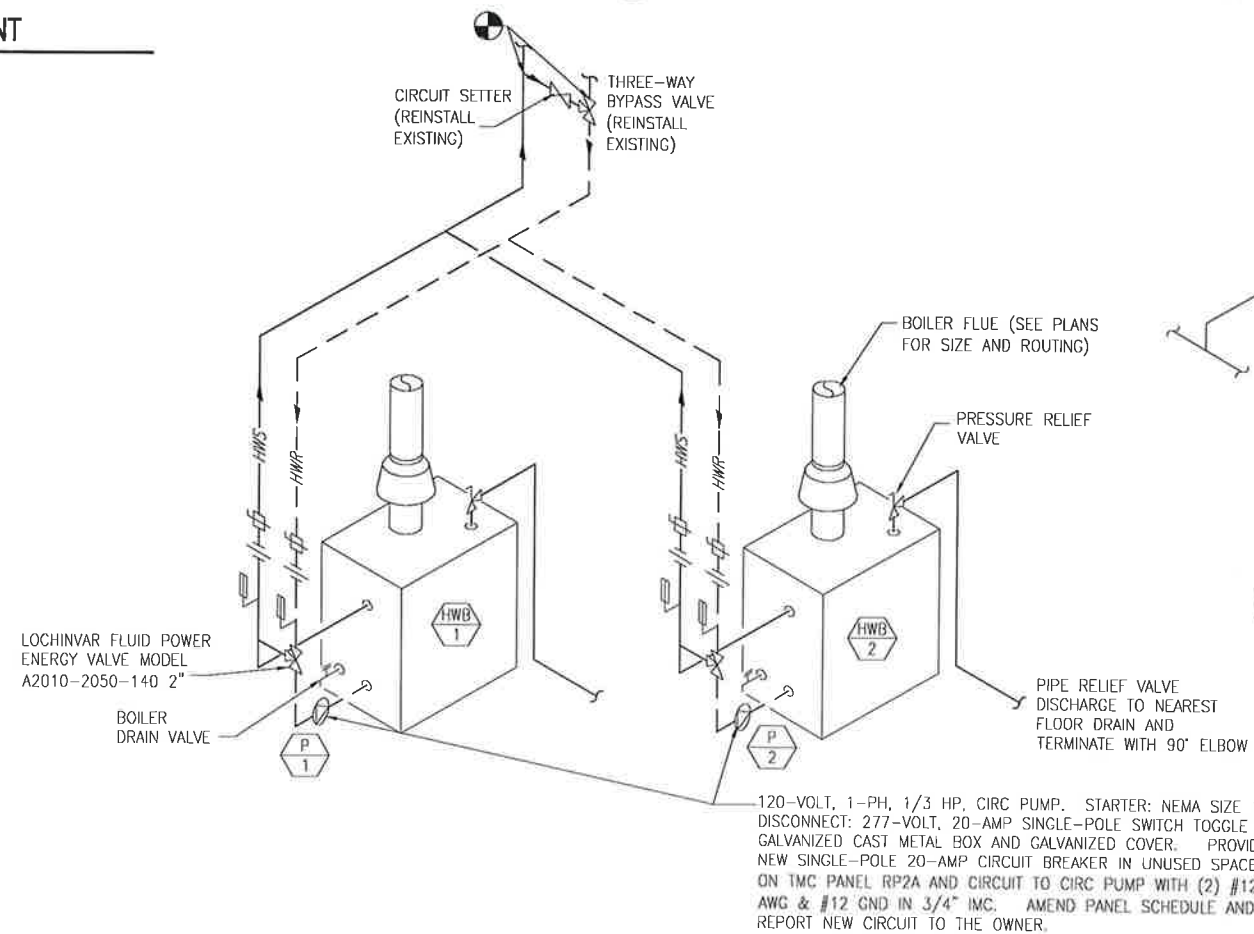 NT
CIRCUIT SETTER
(REINSTALL
EXISTING)
THREE-WAY
BYPASS VALVE
(REINSTALL
EXISTING)
BOILER FLUE (SEE PLANS
FOR SIZE AND ROUTING)
PRESSURE RELIEF
VALVE
HWS
HWR
HWS
HWR
HWB
1
HWB
2
LOCHINVAR FLUID POWER
ENERGY VALVE MODEL
A2010-2050-140 2"
BOILER
DRAIN VALVE
P
1
P
2
PIPE RELIEF VALVE
DISCHARGE TO NEAREST
FLOOR DRAIN AND
TERMINATE WITH 90° ELBOW
120-VOLT, 1-PH, 1/3 HP, CIRC PUMP. STARTER: NEMA SIZE
DISCONNECT: 277-VOLT, 20-AMP SINGLE-POLE SWITCH TOGGLE
GALVANIZED CAST METAL BOX AND GALVANIZED COVER. PROVID
NEW SINGLE-POLE 20-AMP CIRCUIT BREAKER IN UNUSED SPACE
ON TMC PANEL RP2A AND CIRCUIT TO CIRC PUMP WITH (2) #12
AWG & #12 GND IN 3/4" IMC. AMEND PANEL SCHEDULE AND
REPORT NEW CIRCUIT TO THE OWNER.